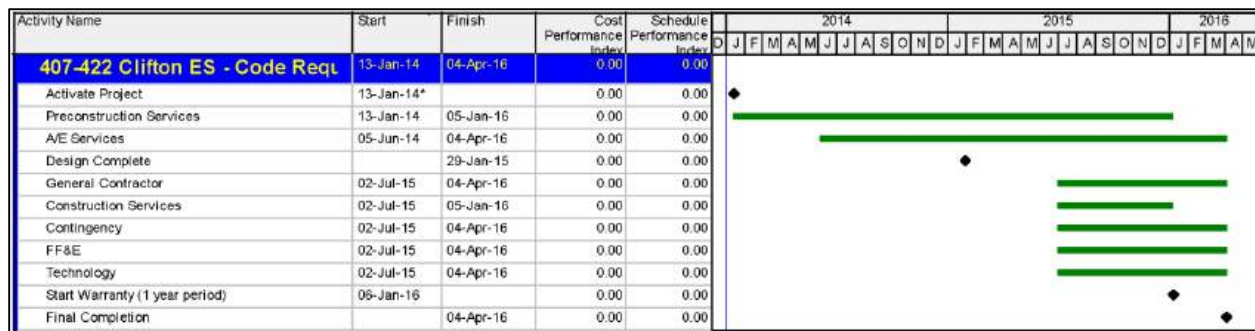 Activity Name Start Finish Cost Performance Index Schedule Performance Index 2014 2015 2016
D J F M A M J J A S O N D J F M A M J J A S O N D J F M A M
407-422 Clifton ES - Code Requ 13-Jan-14 04-Apr-16 0.00 0.00
Activate Project 13-Jan-14* 0.00 0.00
Preconstruction Services 13-Jan-14 05-Jan-16 0.00 0.00
A/E Services 05-Jun-14 04-Apr-16 0.00 0.00
Design Complete 29-Jan-15 0.00 0.00
General Contractor 02-Jul-15 04-Apr-16 0.00 0.00
Construction Services 02-Jul-15 05-Jan-16 0.00 0.00
Contingency 02-Jul-15 04-Apr-16 0.00 0.00
FF&E 02-Jul-15 04-Apr-16 0.00 0.00
Technology 02-Jul-15 04-Apr-16 0.00 0.00
Start Warranty (1 year period) 06-Jan-16 0.00 0.00
Final Completion 04-Apr-16 0.00 0.00